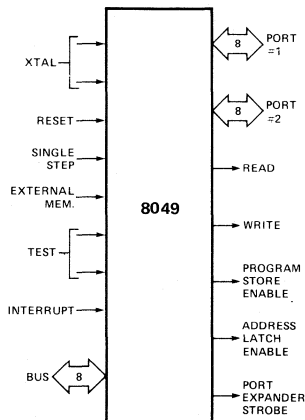 XTAL
RESET
SINGLE
STEP
EXTERNAL
MEM.
TEST
INTERRUPT
BUS
8
8049
8
PORT
=1
8
PORT
=2
READ
WRITE
PROGRAM
STORE
ENABLE
ADDRESS
LATCH
ENABLE
PORT
EXPANDER
STROBE